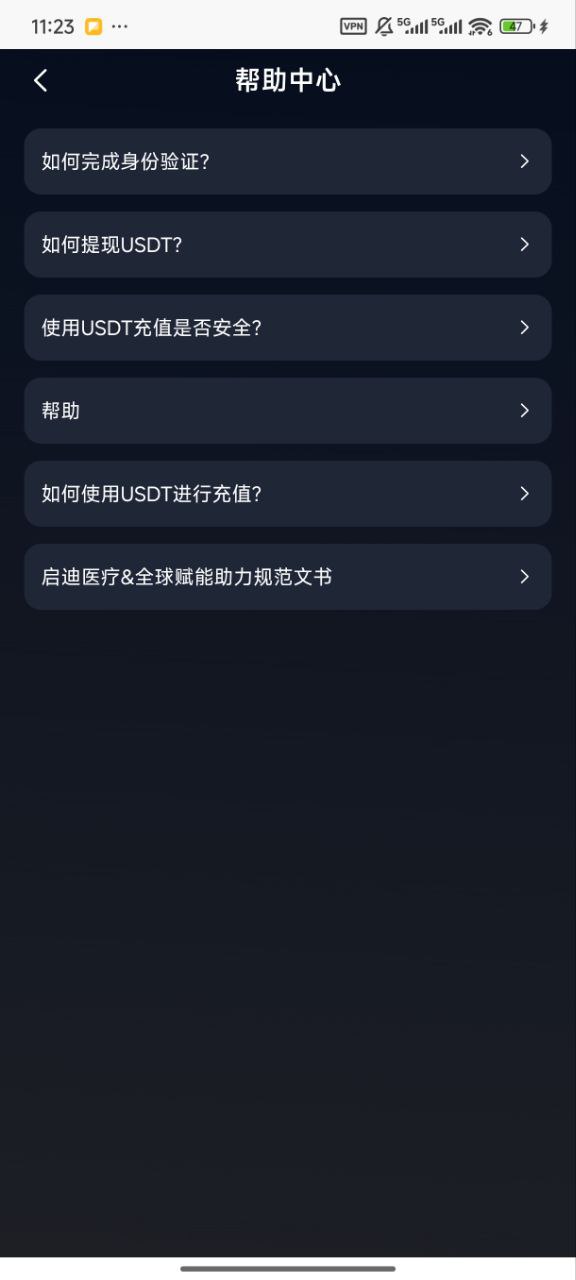 11:23 ··· VPN 5G 5G 6 47
帮助中心
如何完成身份验证?
如何提现USDT?
使用USDT充值是否安全?
帮助
如何使用USDT进行充值?
启迪医疗&全球赋能助力规范文书